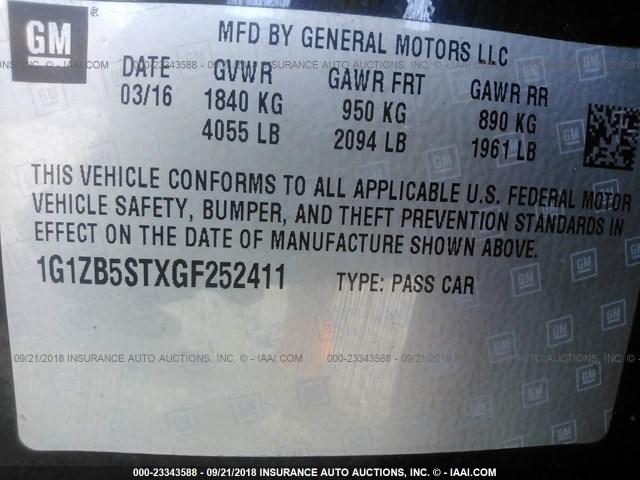 GM
MFD BY GENERAL MOTORS LLC
DATE GVWR GAWR FRT GAWR RR
03/16 1840 KG 950 KG 890 KG
4055 LB 2094 LB 1961 LB
THIS VEHICLE CONFORMS TO ALL APPLICABLE U.S. FEDERAL MOTOR
VEHICLE SAFETY, BUMPER, AND THEFT PREVENTION STANDARDS IN
EFFECT ON THE DATE OF MANUFACTURE SHOWN ABOVE.
1G1ZB5STXGF252411 TYPE: PASS CAR
000-23343588 - 09/21/2018 INSURANCE AUTO AUCTIONS, INC. © - IAAI.COM